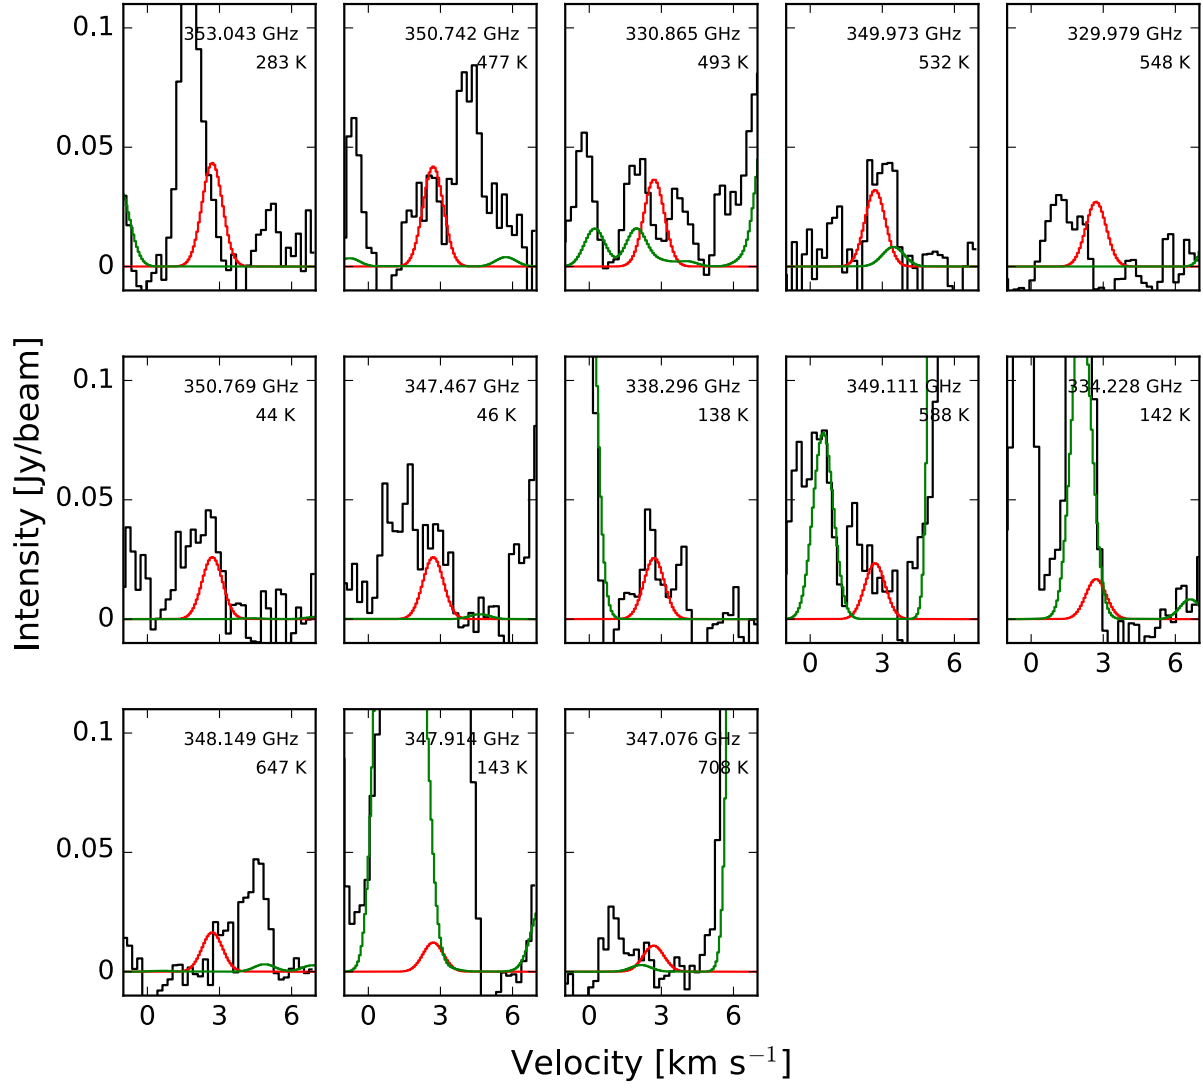 0.1
353.043 GHz
283 K
350.742 GHz
477 K
330.865 GHz
493 K
349.973 GHz
532 K
329.979 GHz
548 K
0.05
0
Intensity [Jy/beam]
0.1
350.769 GHz
44 K
347.467 GHz
46 K
338.296 GHz
138 K
349.111 GHz
588 K
334.228 GHz
142 K
0.05
0
0 3 6
0 3 6
0.1
348.149 GHz
647 K
347.914 GHz
143 K
347.076 GHz
708 K
0.05
0
0 3 6
0 3 6
0 3 6
Velocity [km s⁻¹]